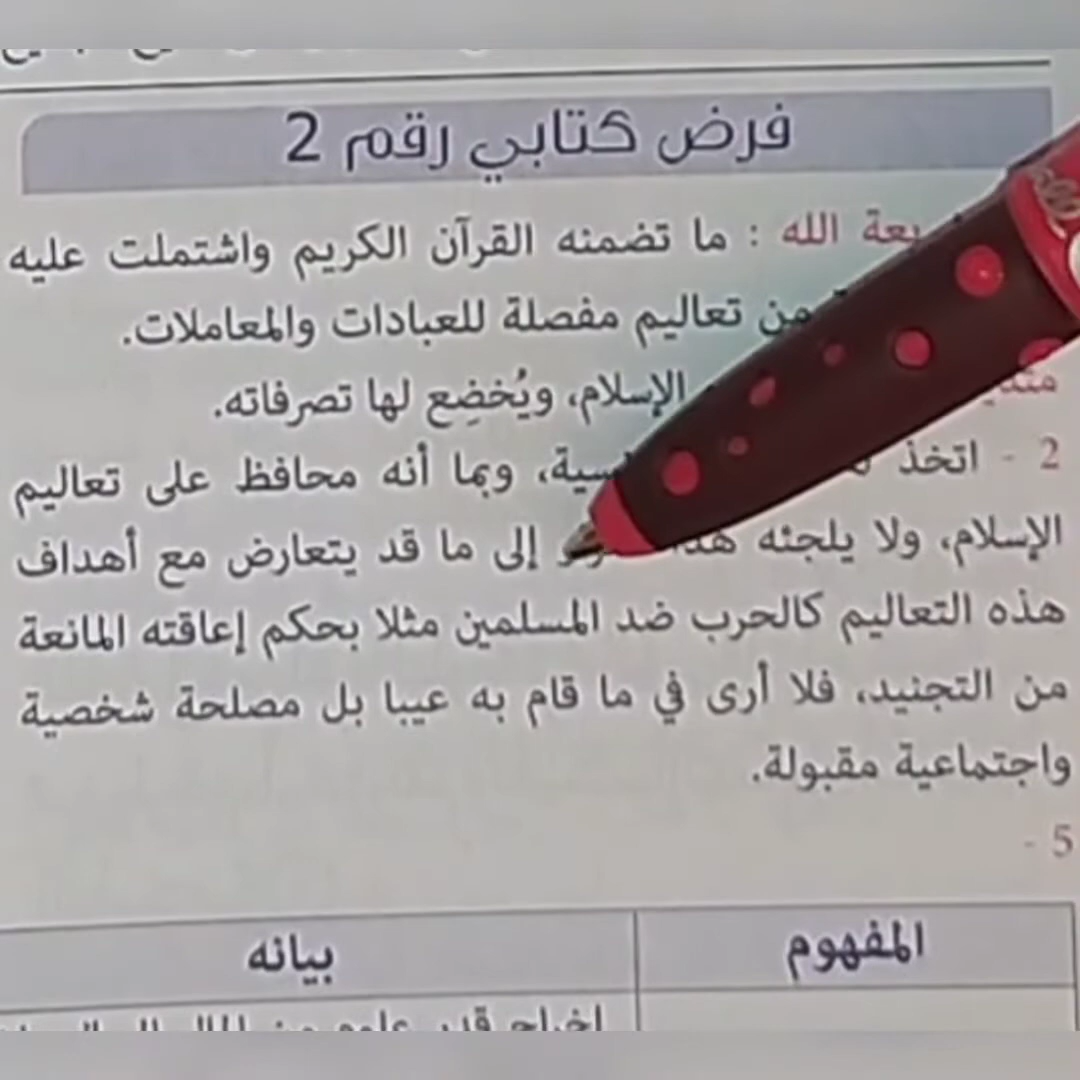 فرض كتابي رقم 2
الله : ما تضمنه القرآن الكريم واشتملت عليه
من تعاليم مفصلة للعبادات والمعاملات.
الإسلام، ويُخضِع لها تصرفاته.
2 - اتخذ وبما أنه محافظ على تعاليم
الإسلام، ولا يلجئه إلى ما قد يتعارض مع أهداف
هذه التعاليم كالحرب ضد المسلمين مثلا بحكم إعاقته المانعة
من التجنيد، فلا أرى في ما قام به عيبا بل مصلحة شخصية
واجتماعية مقبولة.
5 -
المفهوم بيانه
إخراج قدر